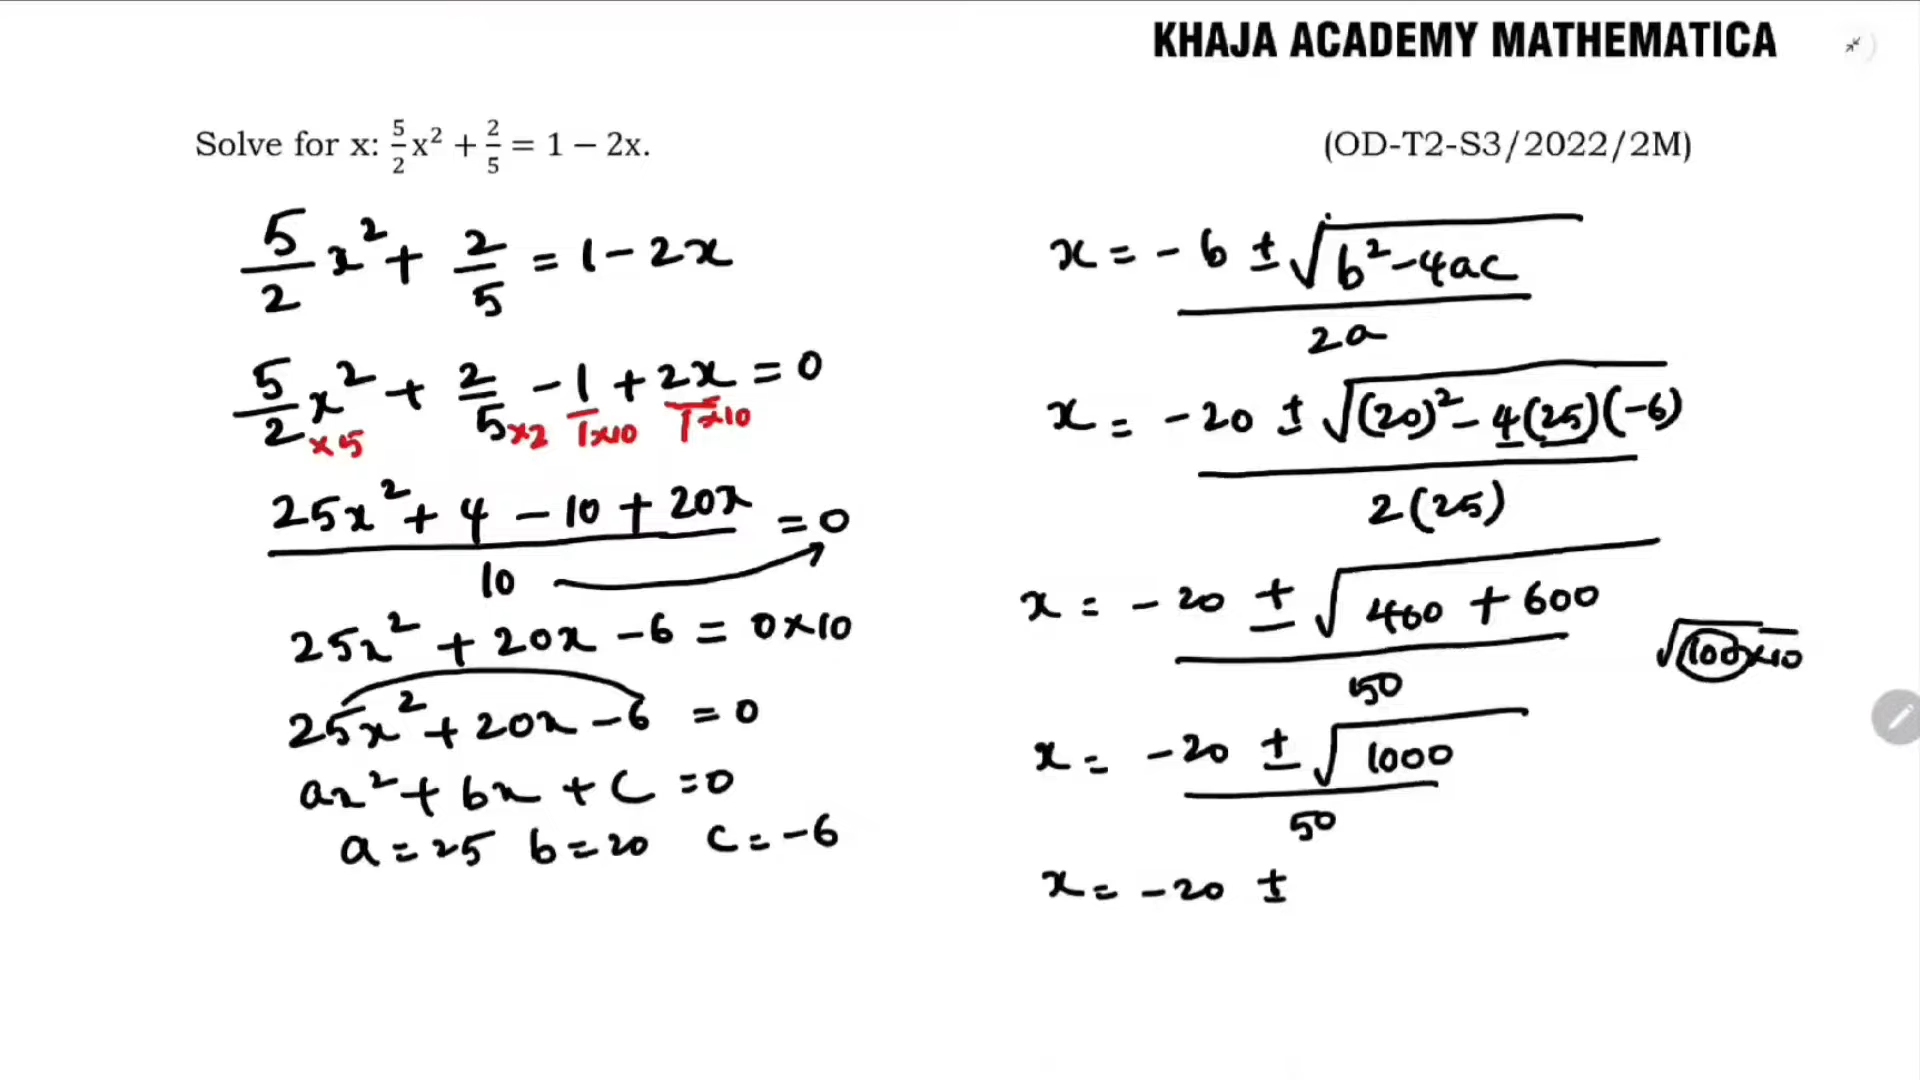 KHAJA ACADEMY MATHEMATICA
Solve for x: 5/2 x² + 2/5 = 1 − 2x.
(OD-T2-S3/2022/2M)
5/2 x² + 2/5 = 1 − 2x
5/2 x² + 2/5 − 1 + 2x = 0
×5 ×2 1×10 1×10
25x² + 4 − 10 + 20x = 0
10
25x² + 20x − 6 = 0×10
25x² + 20x − 6 = 0
ax² + bx + c = 0
a = 25 b = 20 c = −6
x = −b ± √b²−4ac
2a
x = −20 ± √(20)² − 4(25)(−6)
2(25)
x = −20 ± √400 + 600
50
√100×10
x = −20 ± √1000
50
x = −20 ±